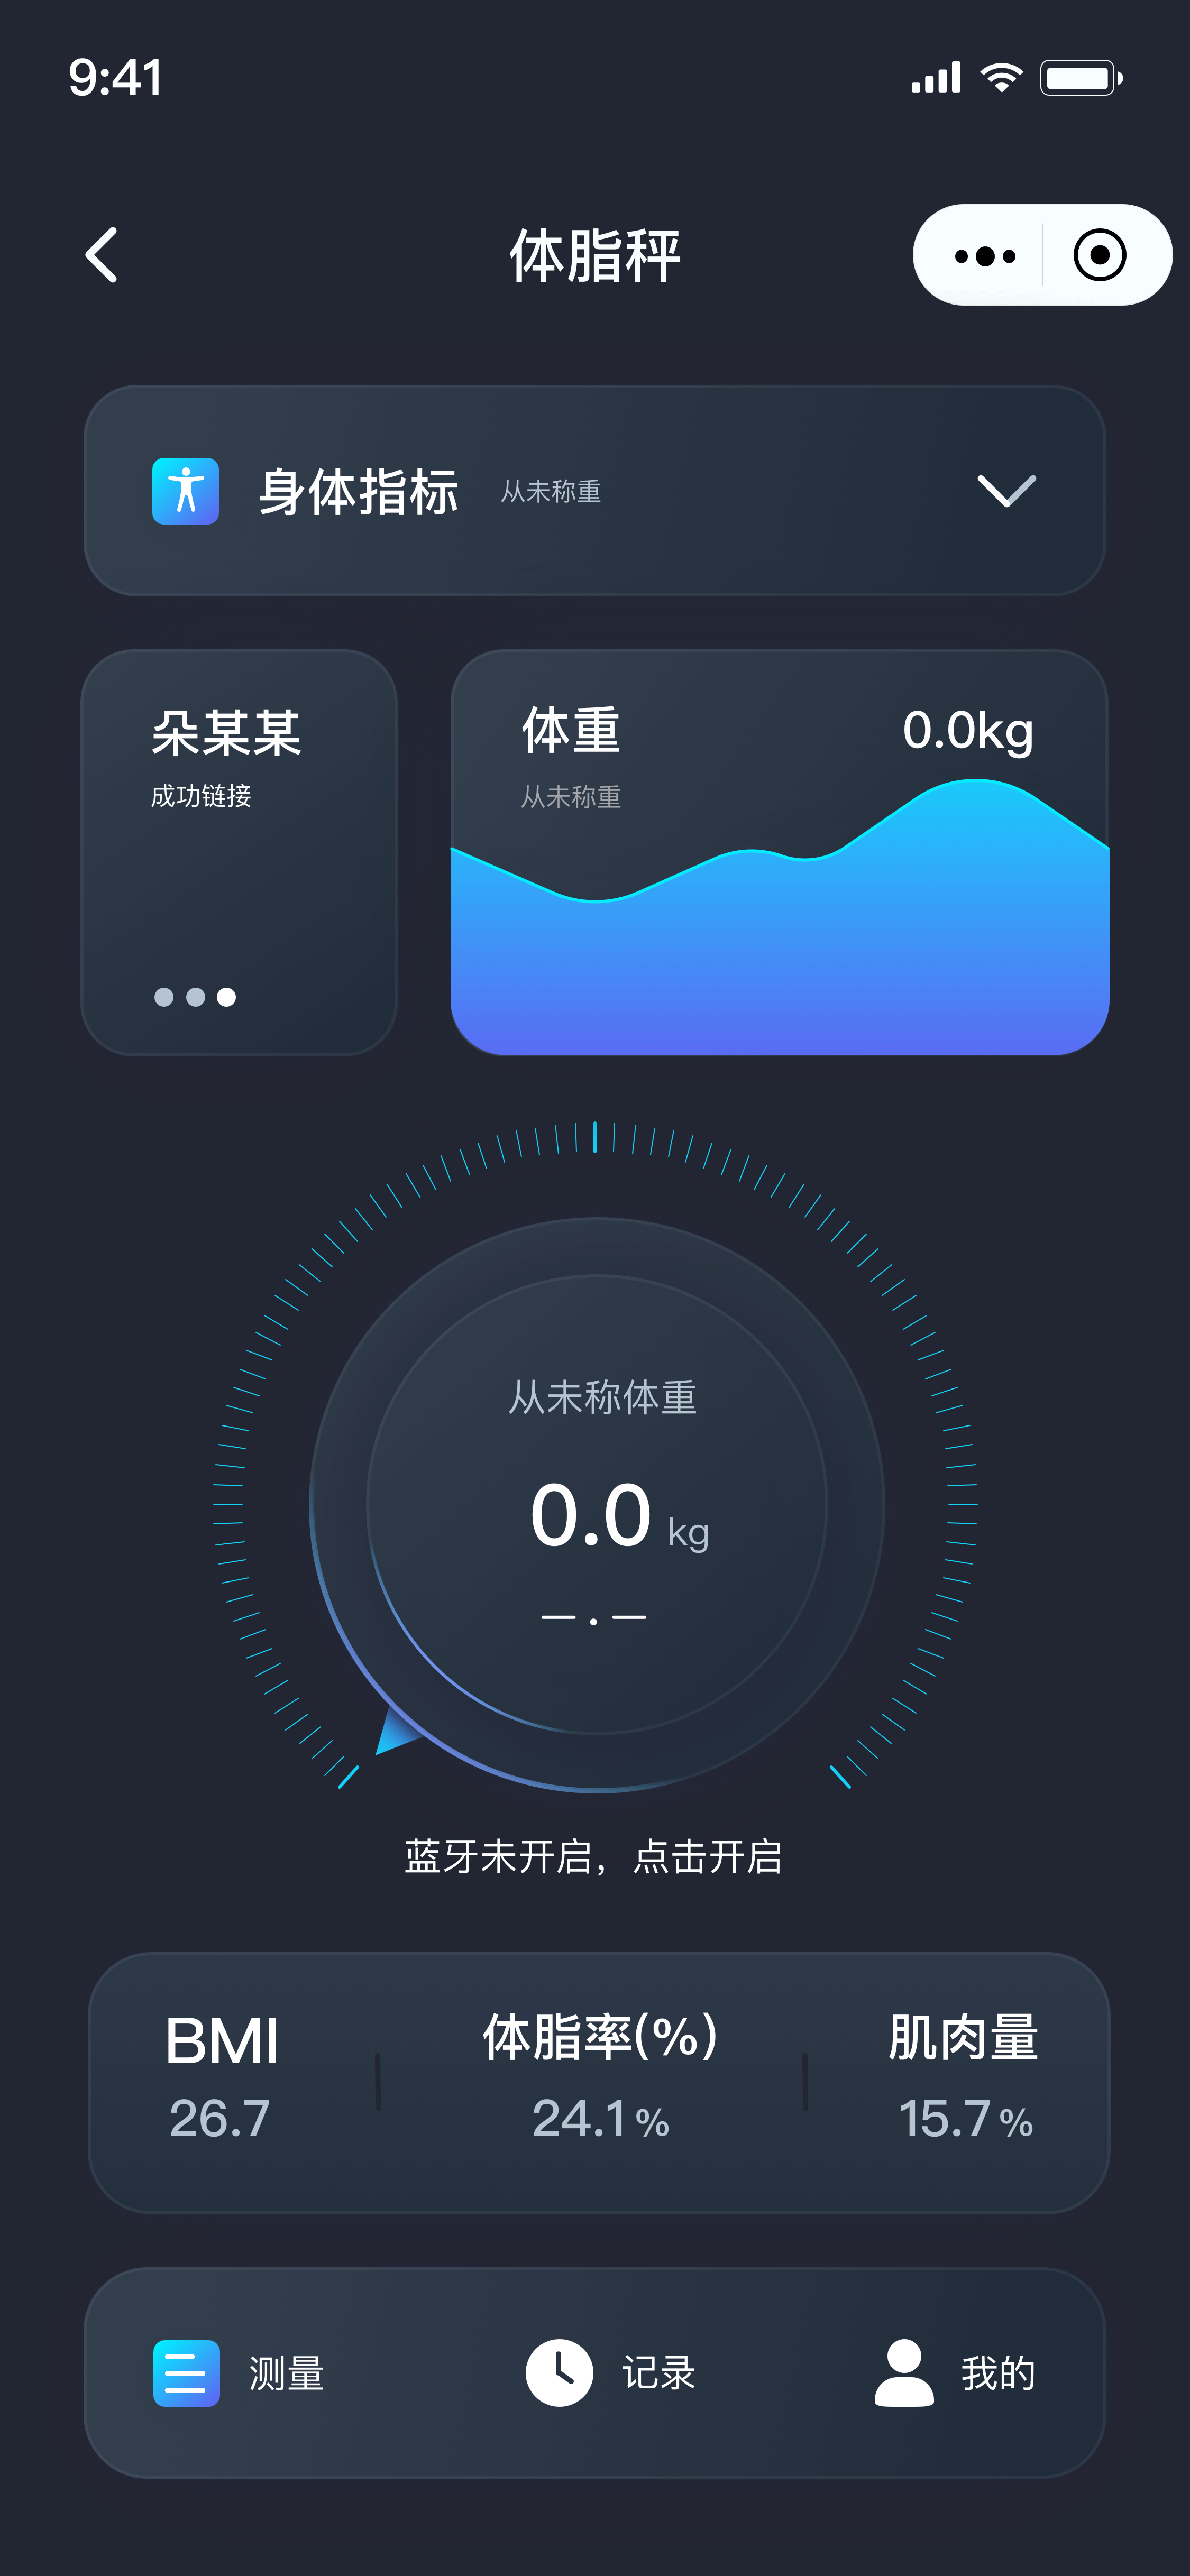 9:41
体脂秤
身体指标 从未称重
朵某某
成功链接
体重 0.0kg
从未称重
从未称体重
0.0 kg
— . —
蓝牙未开启，点击开启
BMI 体脂率(%) 肌肉量
26.7 24.1 % 15.7 %
测量 记录 我的